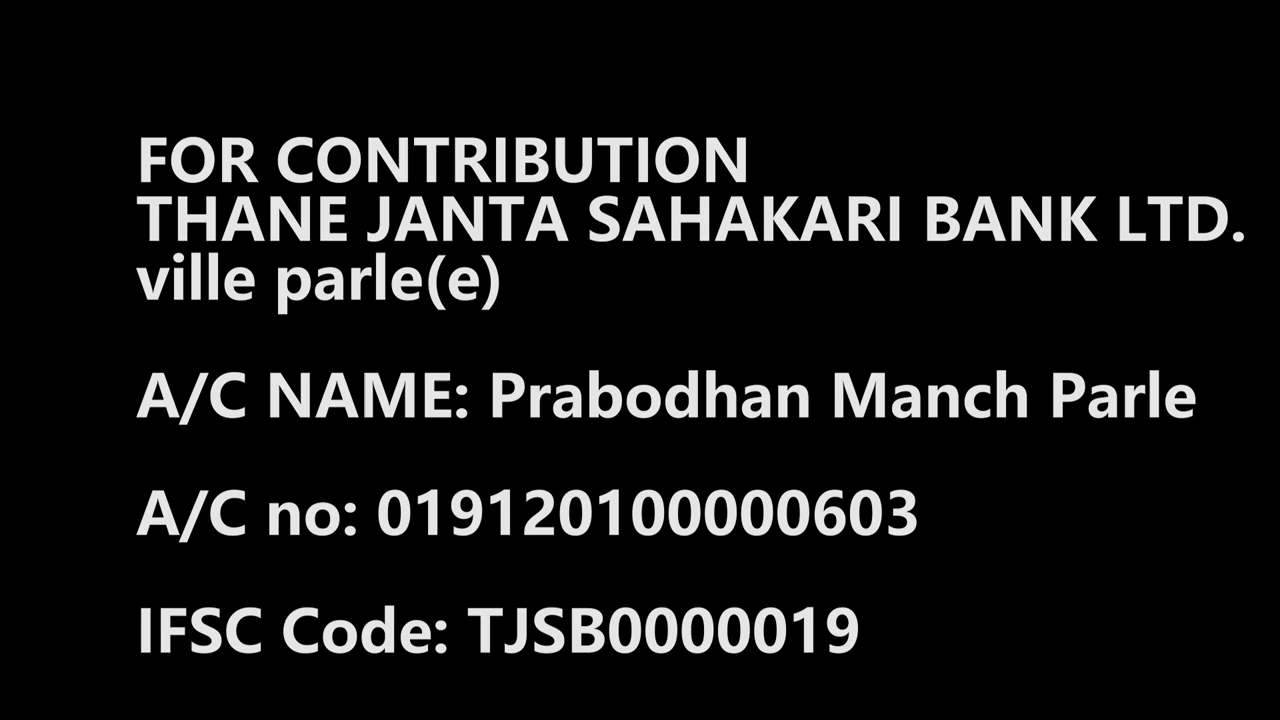 FOR CONTRIBUTION
THANE JANTA SAHAKARI BANK LTD.
ville parle(e)
A/C NAME: Prabodhan Manch Parle
A/C no: 019120100000603
IFSC Code: TJSB0000019